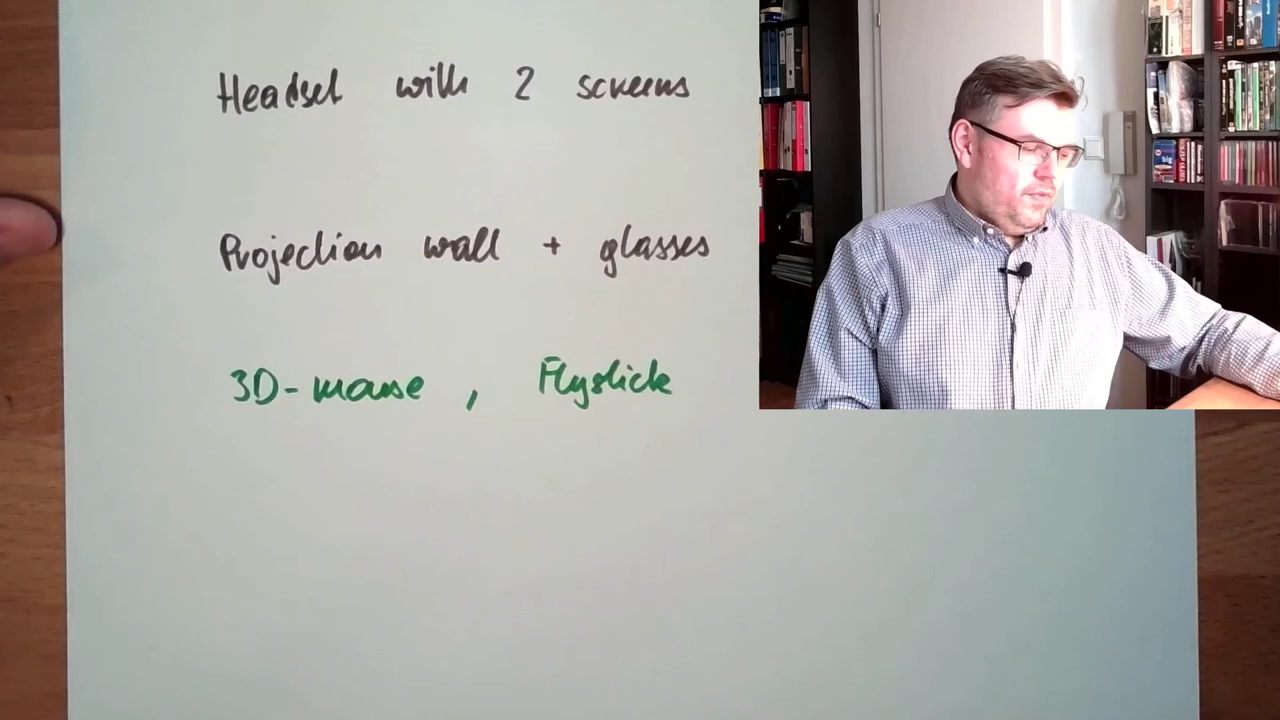 Headset with 2 screens
Projection wall + glasses
3D-mouse , Flystick